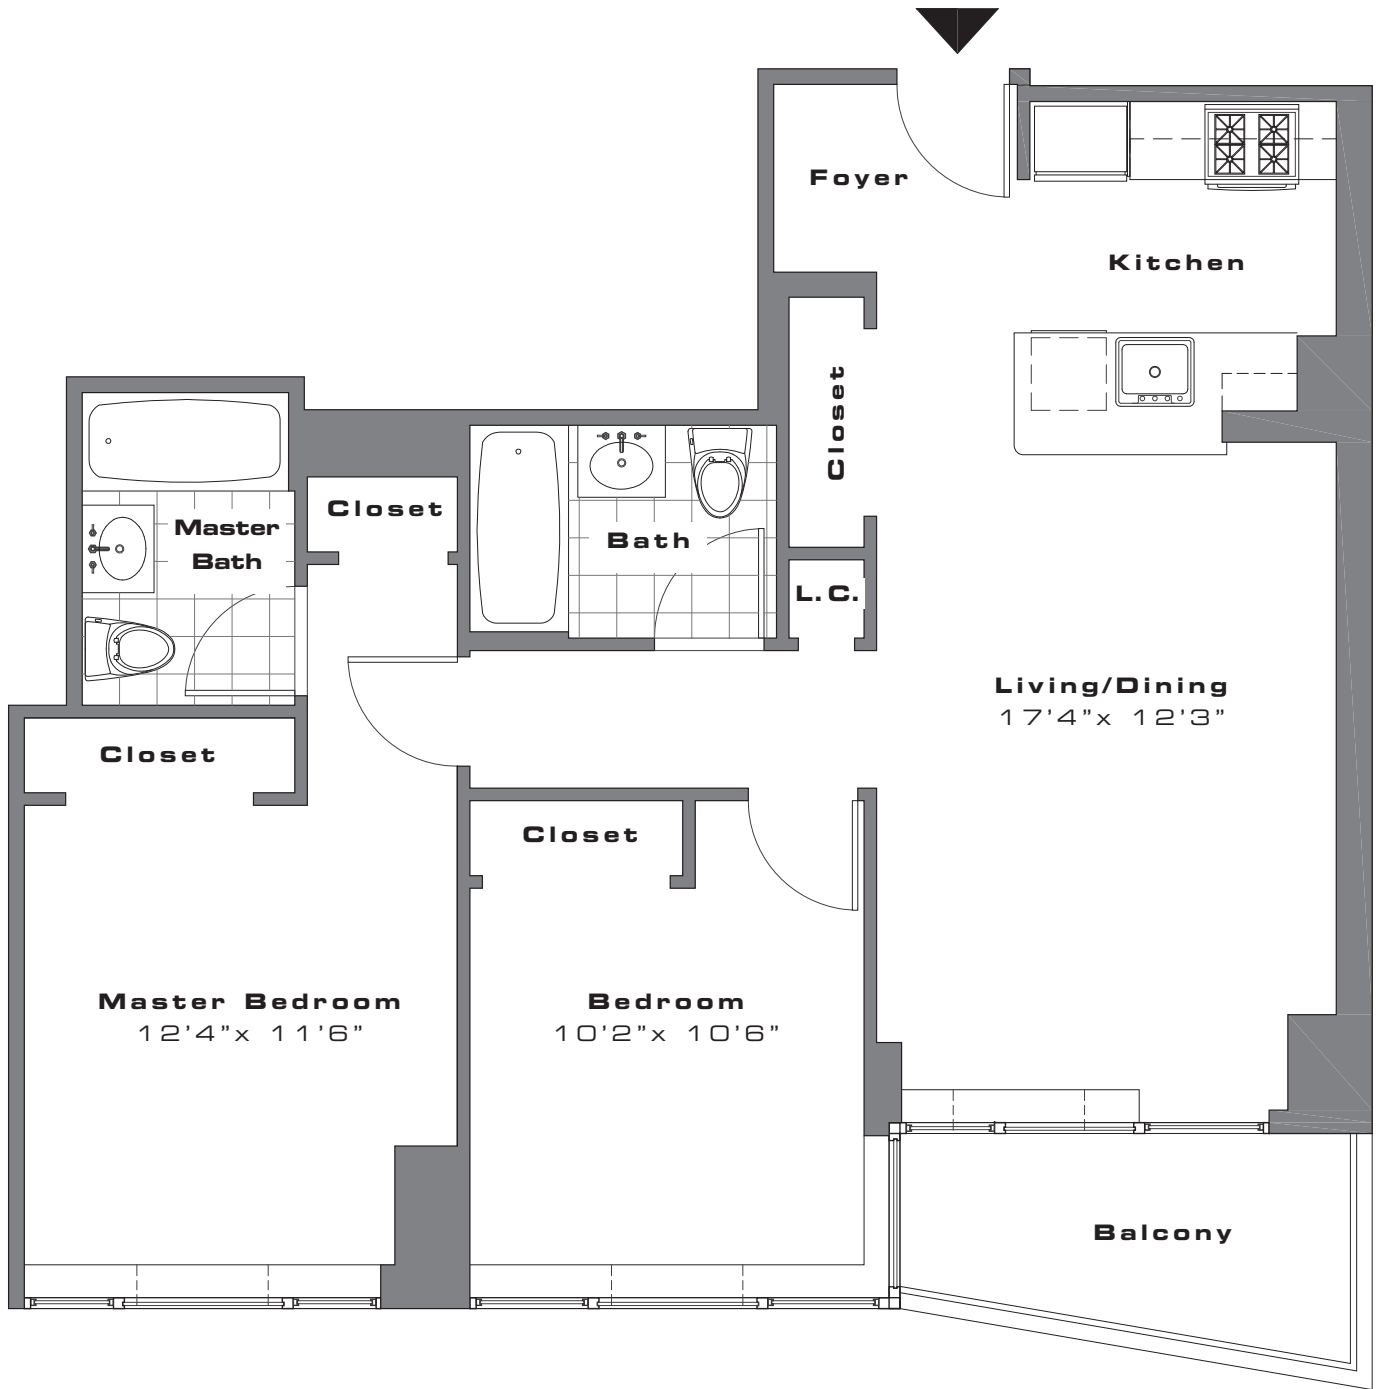 Foyer
Kitchen
Closet
Closet
Master
Bath
Bath
L.C.
Living/Dining
17'4"x 12'3"
Closet
Closet
Master Bedroom
12'4"x 11'6"
Bedroom
10'2"x 10'6"
Balcony